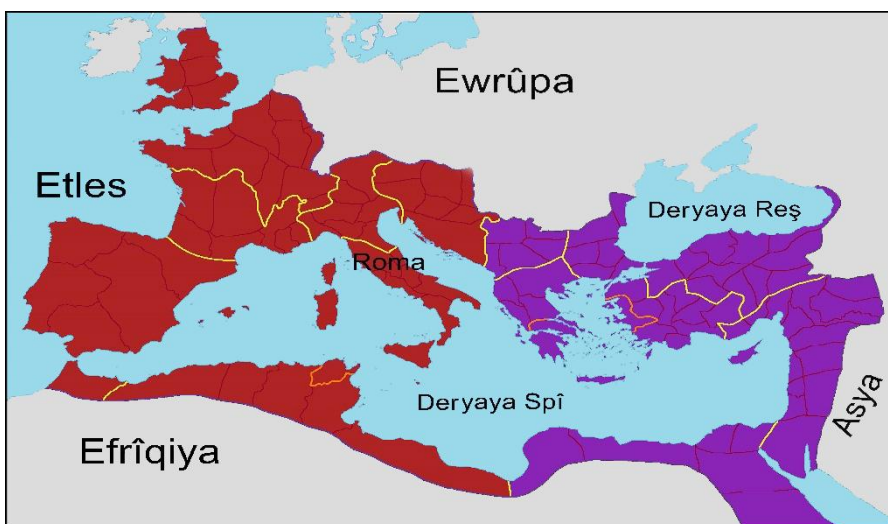 Ewrûpa
Etles
Deryaya Reş
Roma
Deryaya Spî
Asya
Efrîqiya